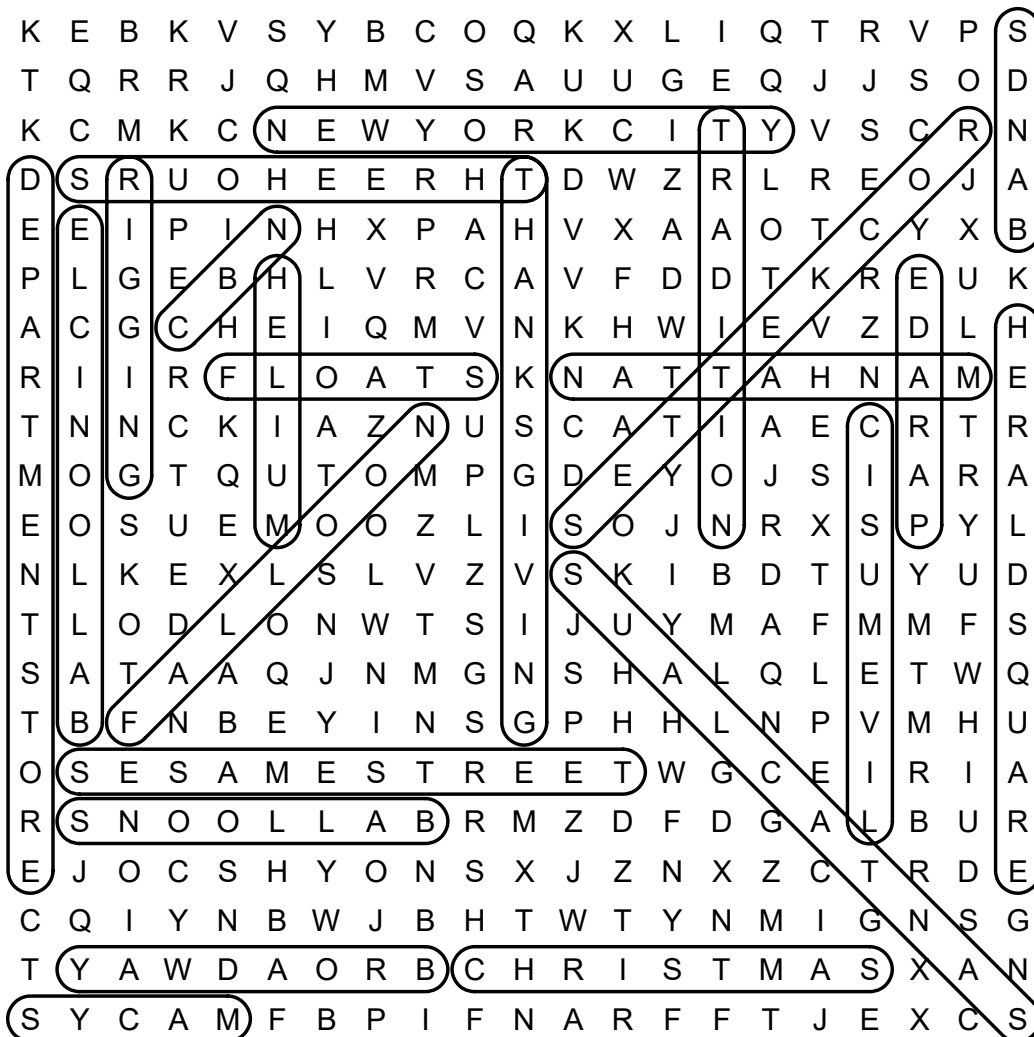 K E B K V S Y B C O Q K X L I Q T R V P S
T Q R R J Q H M V S A U U G E Q J J S O D
K C M K C N E W Y O R K C I T Y V S C R N
D S R U O H E E R H T D W Z R L R E O J A
E E I P I N H X P A H V X A A O T C Y X B
P L G E B H L V R C A V F D D T K R E U K
A C G C H E I Q M V N K H W I E V Z D L H
R I I R F L O A T S K N A T T A H N A M E
T N N C K I A Z N U S C A T I A E C R T R
M O G T Q U T O M P G D E Y O J S I A R A
E O S U E M O O Z L I S O J N R X S P Y L
N L K E X L S L V Z V S K I B D T U Y U D
T L O D L O N W T S I J U Y M A F M M F S
S A T A A Q J N M G N S H A L Q L E T W Q
T B F N B E Y I N S G P H H L N P V M H U
O S E S A M E S T R E E T W G C E I R I A
R S N O O L L A B R M Z D F D G A L B U R
E J O C S H Y O N S X J Z N X Z C T R D E
C Q I Y N B W J B H T W T Y N M I G N S G
T Y A W D A O R B C H R I S T M A S X A N
S Y C A M F B P I F N A R F F T J E X C S